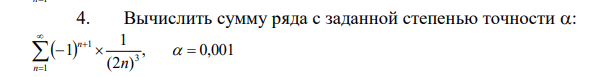 4. Вычислить сумму ряда с заданной степенью точности α:
∑_{n=1}^{∞} (−1)^{n+1} × 1/(2n)^3, α = 0,001